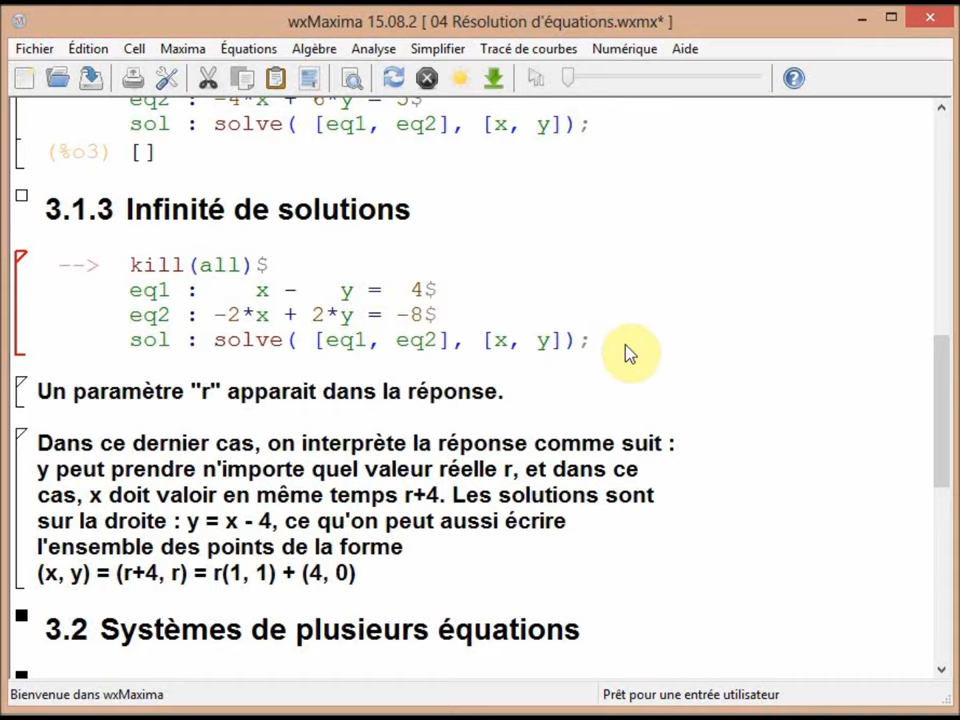 wxMaxima 15.08.2 [ 04 Résolution d'équations.wxmx* ]
Fichier Édition Cell Maxima Équations Algèbre Analyse Simplifier Tracé de courbes Numérique Aide
eq2 : -4*x + 6*y = 5$
sol : solve( [eq1, eq2], [x, y]);
(%o3) []
3.1.3 Infinité de solutions
--> kill(all)$
eq1 : x - y = 4$
eq2 : -2*x + 2*y = -8$
sol : solve( [eq1, eq2], [x, y]);
Un paramètre "r" apparait dans la réponse.
Dans ce dernier cas, on interprète la réponse comme suit :
y peut prendre n'importe quel valeur réelle r, et dans ce
cas, x doit valoir en même temps r+4. Les solutions sont
sur la droite : y = x - 4, ce qu'on peut aussi écrire
l'ensemble des points de la forme
(x, y) = (r+4, r) = r(1, 1) + (4, 0)
3.2 Systèmes de plusieurs équations
Bienvenue dans wxMaxima Prêt pour une entrée utilisateur